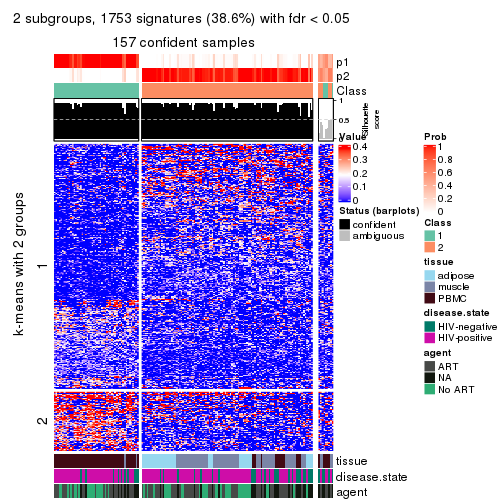 2 subgroups, 1753 signatures (38.6%) with fdr < 0.05
157 confident samples
p1
p2
Class
1
0.5
0
Silhouette
score
k-means with 2 groups
1
2
tissue
disease.state
agent
Value
0.4
0.3
0.2
0.1
0
Status (barplots)
confident
ambiguous
Prob
1
0.8
0.6
0.4
0.2
0
Class
1
2
tissue
adipose
muscle
PBMC
disease.state
HIV-negative
HIV-positive
agent
ART
NA
No ART